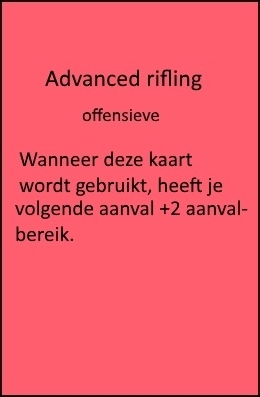 Advanced rifling
offensieve
Wanneer deze kaart
wordt gebruikt, heeft je
volgende aanval +2 aanval-
bereik.